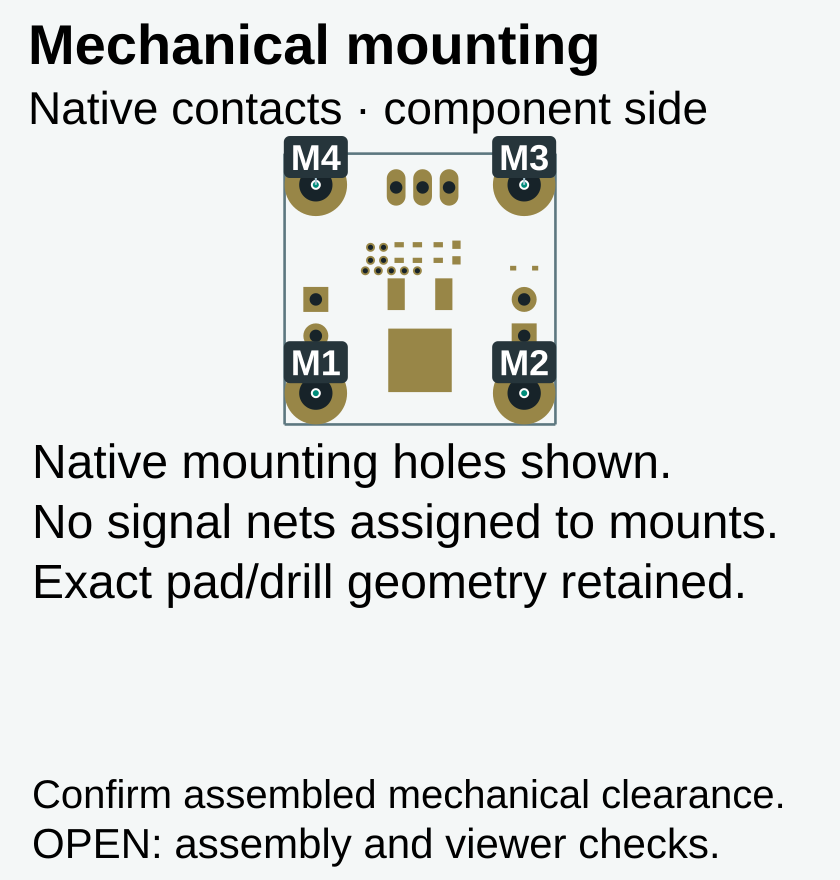 Mechanical mounting
Native contacts · component side
M4 M3
M1 M2
Native mounting holes shown.
No signal nets assigned to mounts.
Exact pad/drill geometry retained.
Confirm assembled mechanical clearance.
OPEN: assembly and viewer checks.